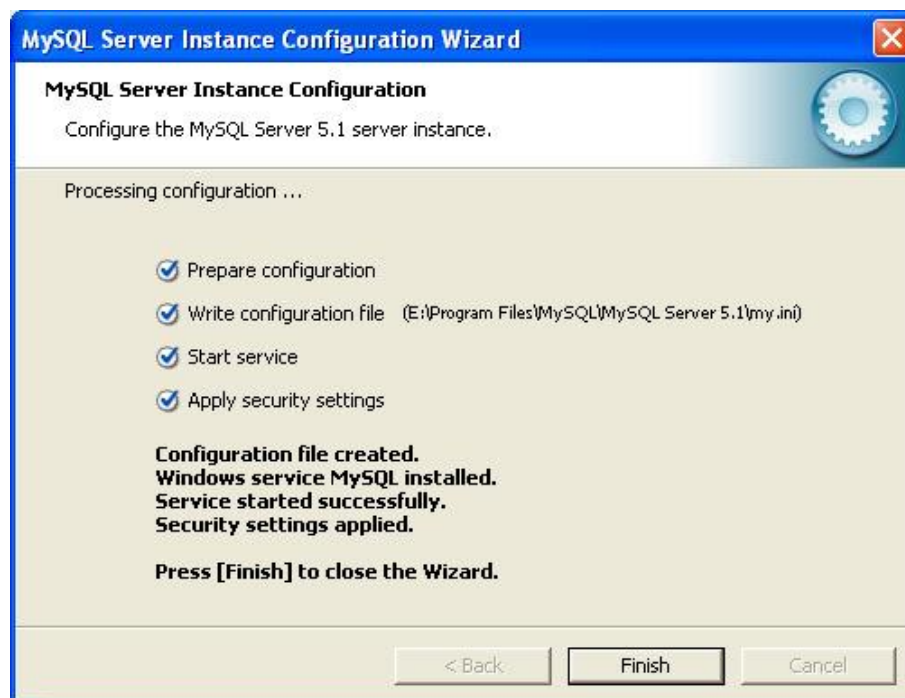 MySQL Server Instance Configuration Wizard
MySQL Server Instance Configuration
Configure the MySQL Server 5.1 server instance.
Processing configuration ...
Prepare configuration
Write configuration file (E:\Program Files\MySQL\MySQL Server 5.1\my.ini)
Start service
Apply security settings
Configuration file created.
Windows service MySQL installed.
Service started successfully.
Security settings applied.
Press [Finish] to close the Wizard.
< Back Finish Cancel